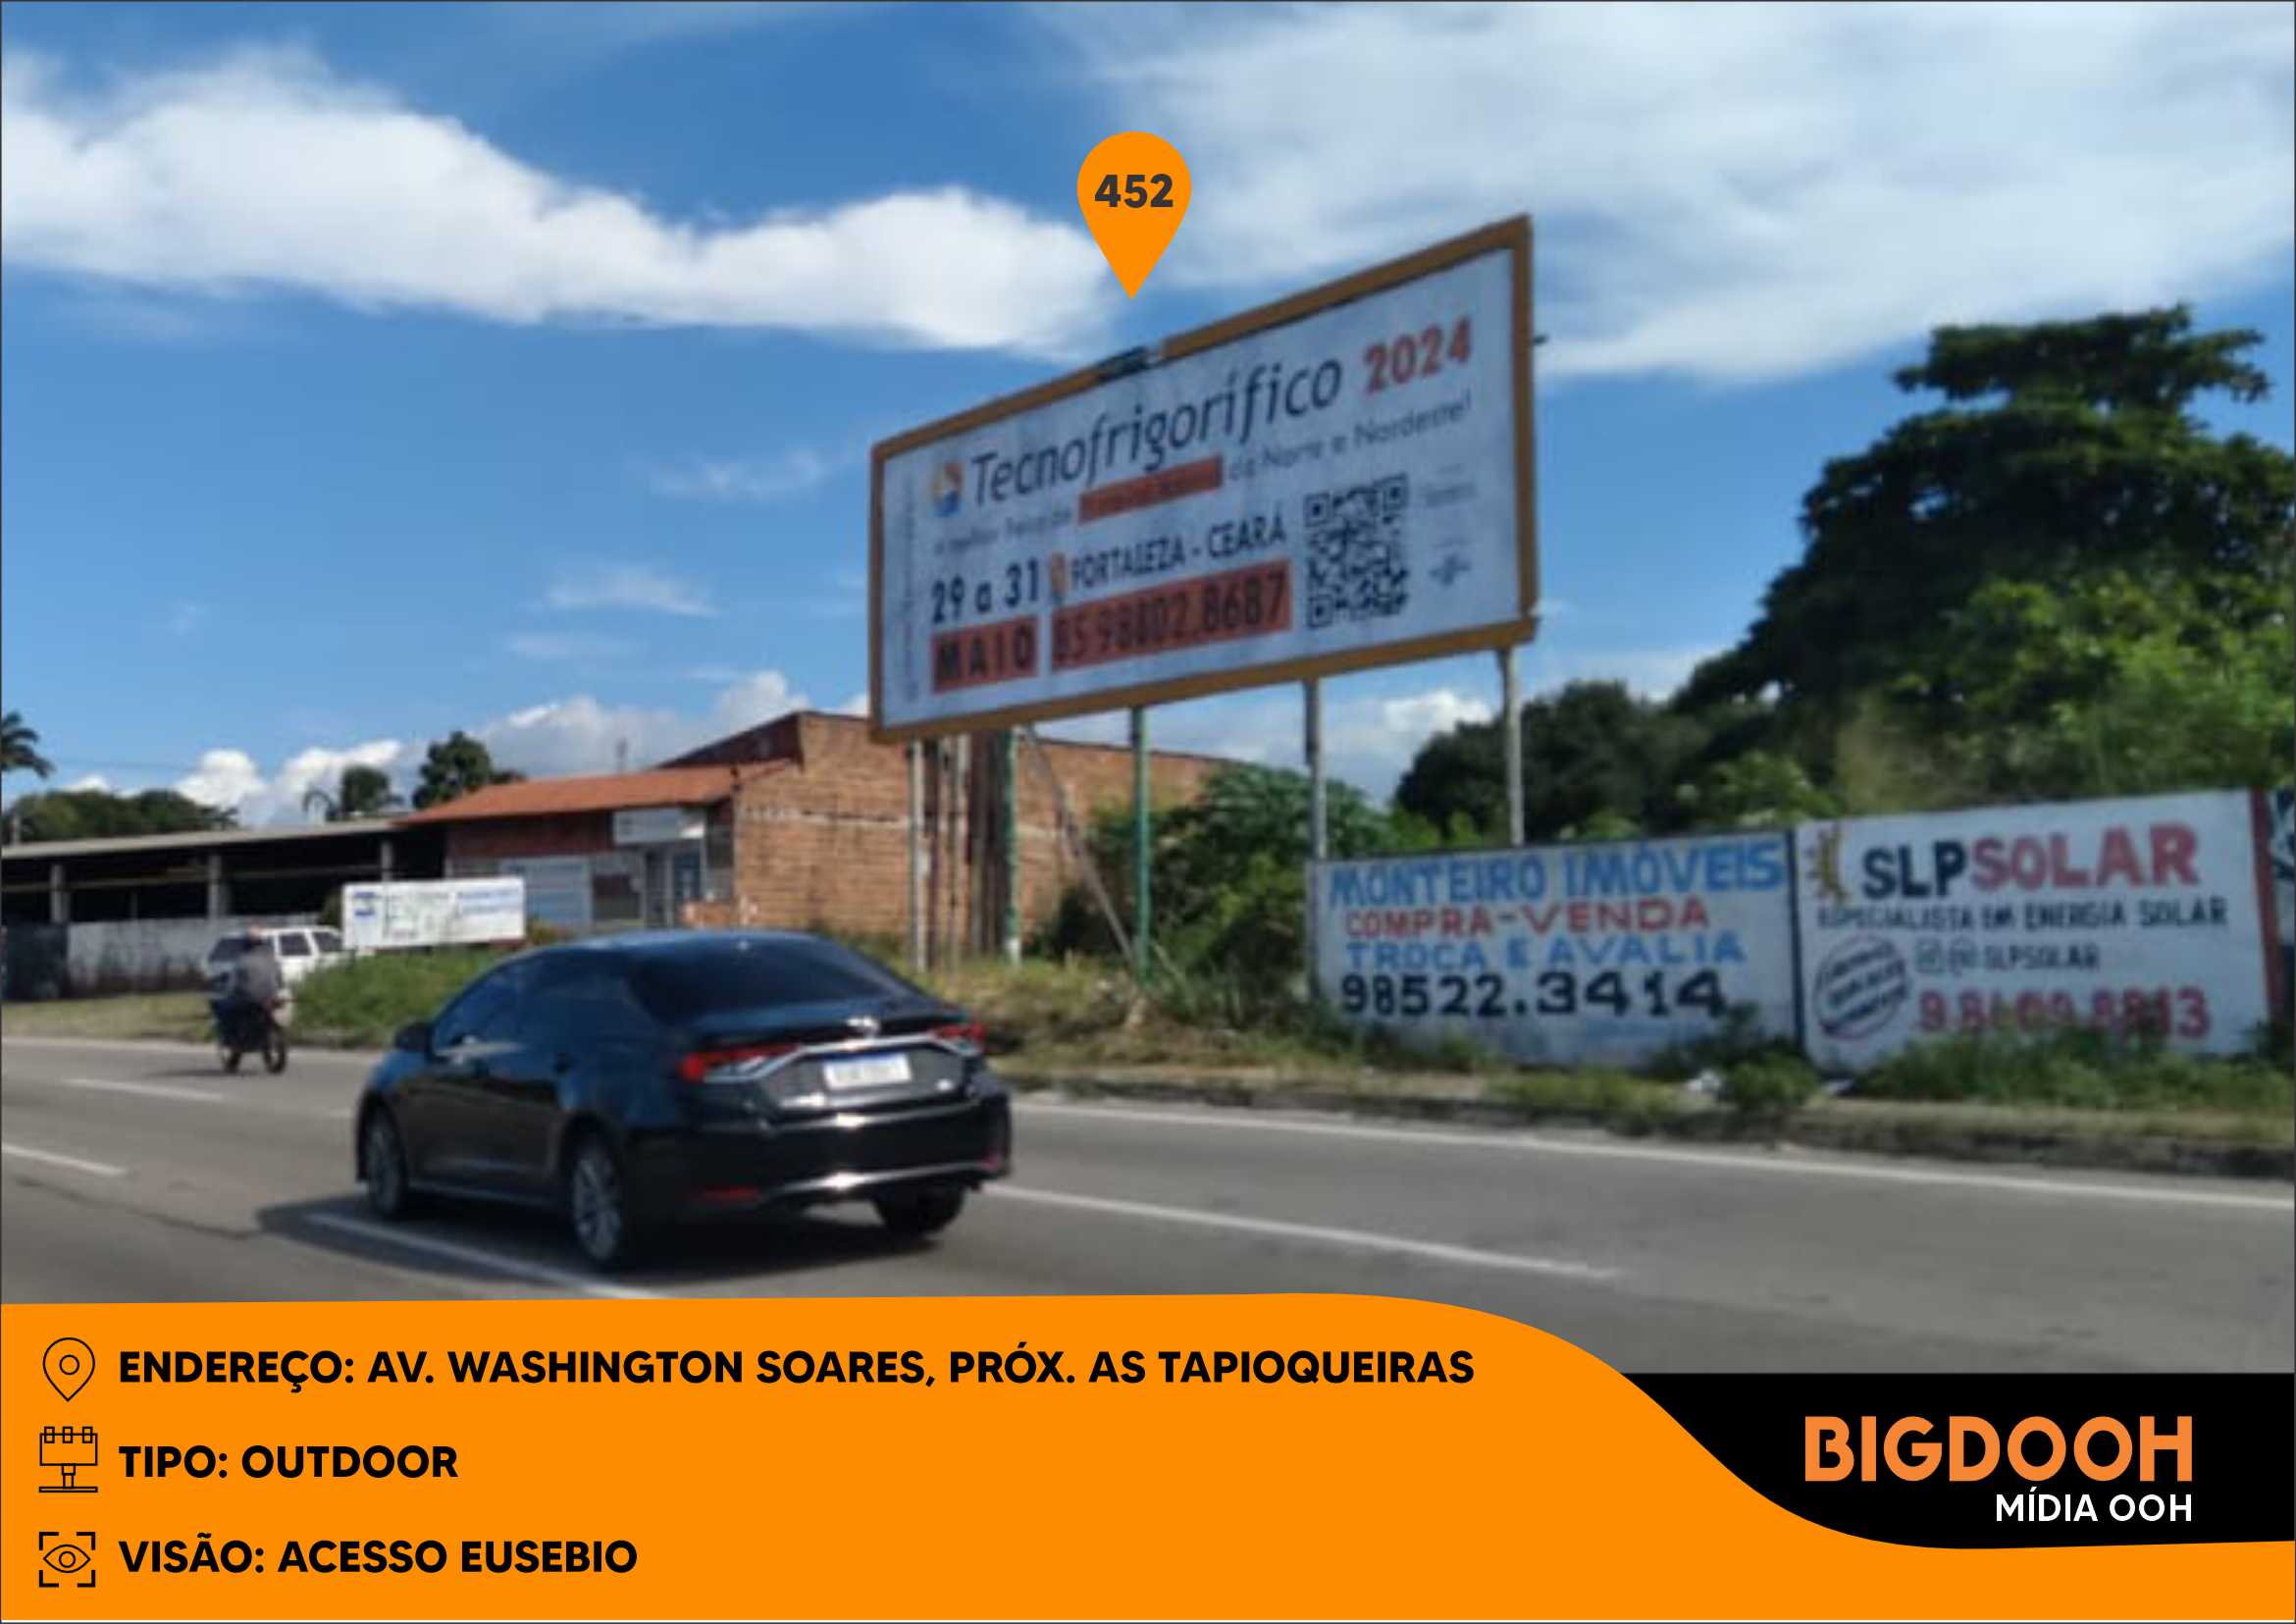 452
Tecnofrigorífico 2024
do Norte e Nordeste!
29 a 31 FORTALEZA - CEARÁ
MAIO 85 98802.8687
MONTEIRO IMÓVEIS
COMPRA-VENDA
TROCA E AVALIA
98522.3414
SLPSOLAR
ESPECIALISTA EM ENERGIA SOLAR
SLPSOLAR
ENDEREÇO: AV. WASHINGTON SOARES, PRÓX. AS TAPIOQUEIRAS
TIPO: OUTDOOR
VISÃO: ACESSO EUSEBIO
BIGDOOH
MÍDIA OOH